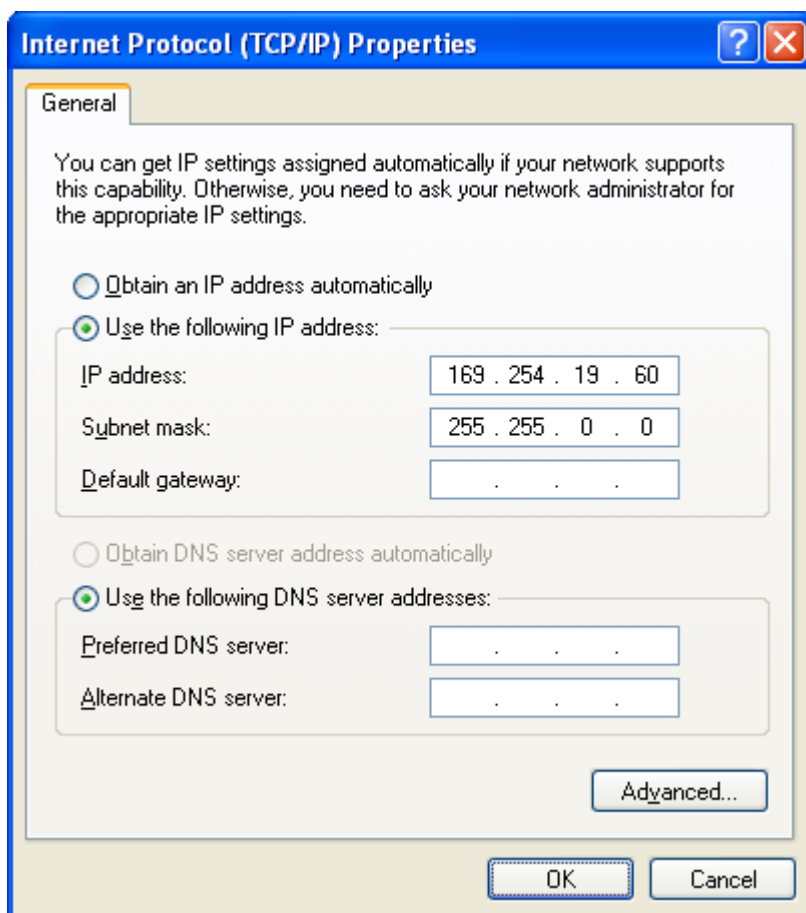 Internet Protocol (TCP/IP) Properties
General
You can get IP settings assigned automatically if your network supports
this capability. Otherwise, you need to ask your network administrator for
the appropriate IP settings.
Obtain an IP address automatically
Use the following IP address:
IP address: 169 . 254 . 19 . 60
Subnet mask: 255 . 255 . 0 . 0
Default gateway: . . .
Obtain DNS server address automatically
Use the following DNS server addresses:
Preferred DNS server: . . .
Alternate DNS server: . . .
Advanced...
OK Cancel